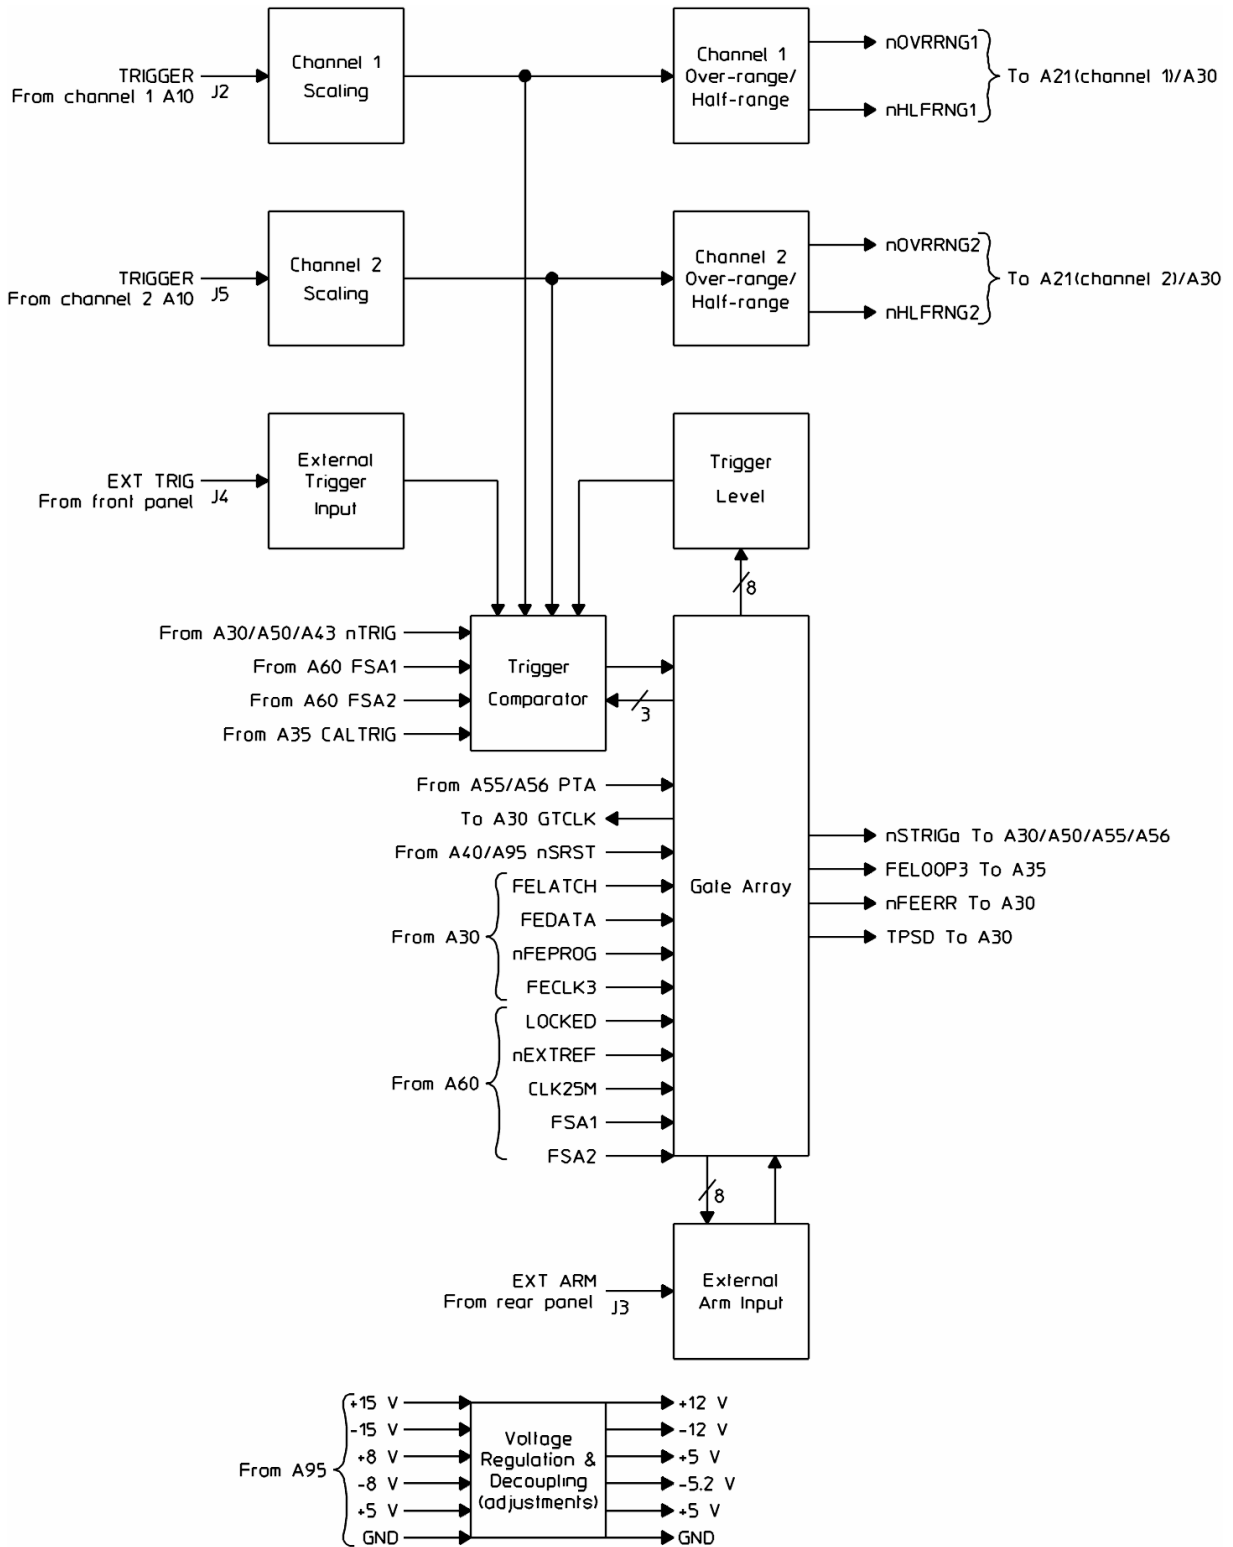 TRIGGER
From channel 1 A10
J2
Channel 1
Scaling
Channel 1
Over-range/
Half-range
nOVRRNG1
nHLFRNG1
To A21(channel 1)/A30
TRIGGER
From channel 2 A10
J5
Channel 2
Scaling
Channel 2
Over-range/
Half-range
nOVRRNG2
nHLFRNG2
To A21(channel 2)/A30
EXT TRIG
From front panel
J4
External
Trigger
Input
Trigger
Level
8
From A30/A50/A43 nTRIG
From A60 FSA1
From A60 FSA2
From A35 CALTRIG
Trigger
Comparator
3
From A55/A56 PTA
To A30 GTCLK
From A40/A95 nSRST
From A30
FELATCH
FEDATA
nFEPROG
FECLK3
From A60
LOCKED
nEXTREF
CLK25M
FSA1
FSA2
Gate Array
nSTRIGa To A30/A50/A55/A56
FELOOP3 To A35
nFEERR To A30
TPSD To A30
8
EXT ARM
From rear panel
J3
External
Arm Input
From A95
+15 V
-15 V
+8 V
-8 V
+5 V
GND
Voltage
Regulation &
Decoupling
(adjustments)
+12 V
-12 V
+5 V
-5.2 V
+5 V
GND